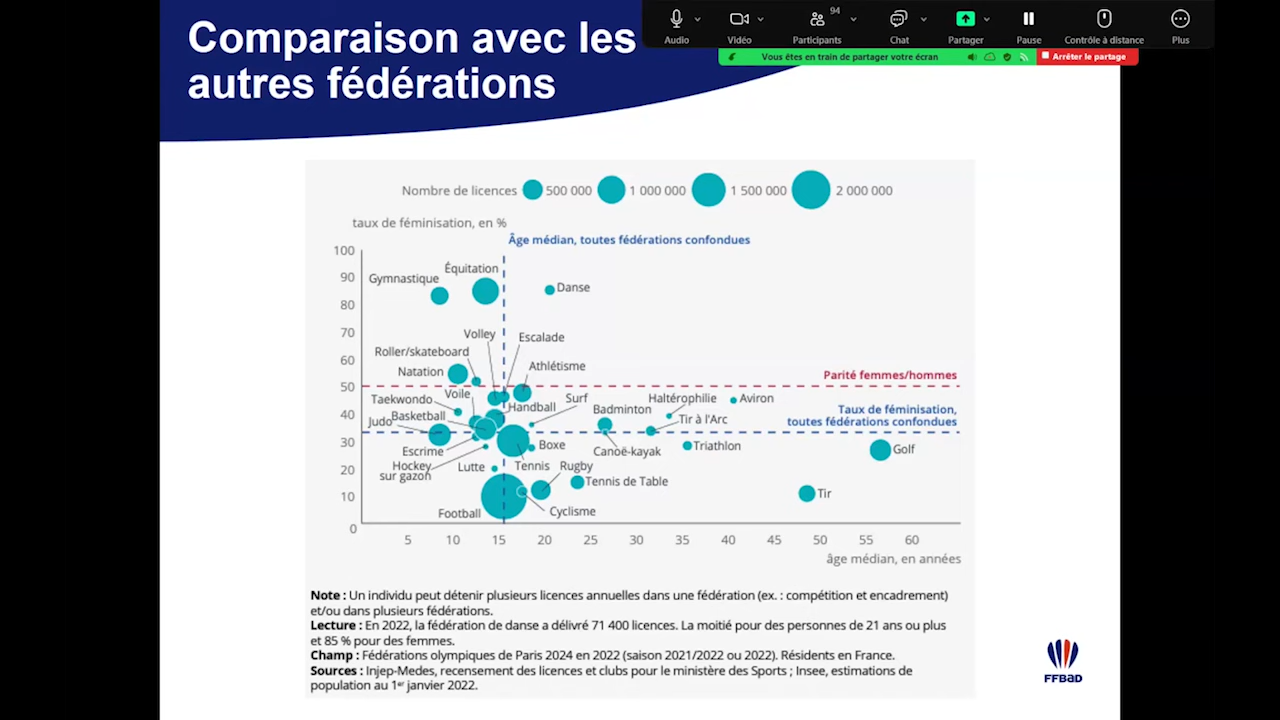 Comparaison avec les
autres fédérations
94
Audio
Vidéo
Participants
Chat
Partager
Pause
Contrôle à distance
Plus
Vous êtes en train de partager votre écran
Arrêter le partage
Nombre de licences
500 000
1 000 000
1 500 000
2 000 000
taux de féminisation, en %
Âge médian, toutes fédérations confondues
100
90
80
70
60
50
40
30
20
10
0
Équitation
Gymnastique
Danse
Volley
Escalade
Roller/skateboard
Athlétisme
Natation
Parité femmes/hommes
Voile
Taekwondo
Surf
Haltérophilie
Aviron
Handball
Badminton
Taux de féminisation,
toutes fédérations confondues
Basketball
Judo
Tir à l'Arc
Boxe
Triathlon
Golf
Escrime
Canoë-kayak
Hockey
sur gazon
Lutte
Tennis
Rugby
Tennis de Table
Tir
Football
Cyclisme
5
10
15
20
25
30
35
40
45
50
55
60
âge médian, en années
Note : Un individu peut détenir plusieurs licences annuelles dans une fédération (ex. : compétition et encadrement)
et/ou dans plusieurs fédérations.
Lecture : En 2022, la fédération de danse a délivré 71 400 licences. La moitié pour des personnes de 21 ans ou plus
et 85 % pour des femmes.
Champ : Fédérations olympiques de Paris 2024 en 2022 (saison 2021/2022 ou 2022). Résidents en France.
Sources : Injep-Medes, recensement des licences et clubs pour le ministère des Sports ; Insee, estimations de
population au 1er janvier 2022.
FFBaD